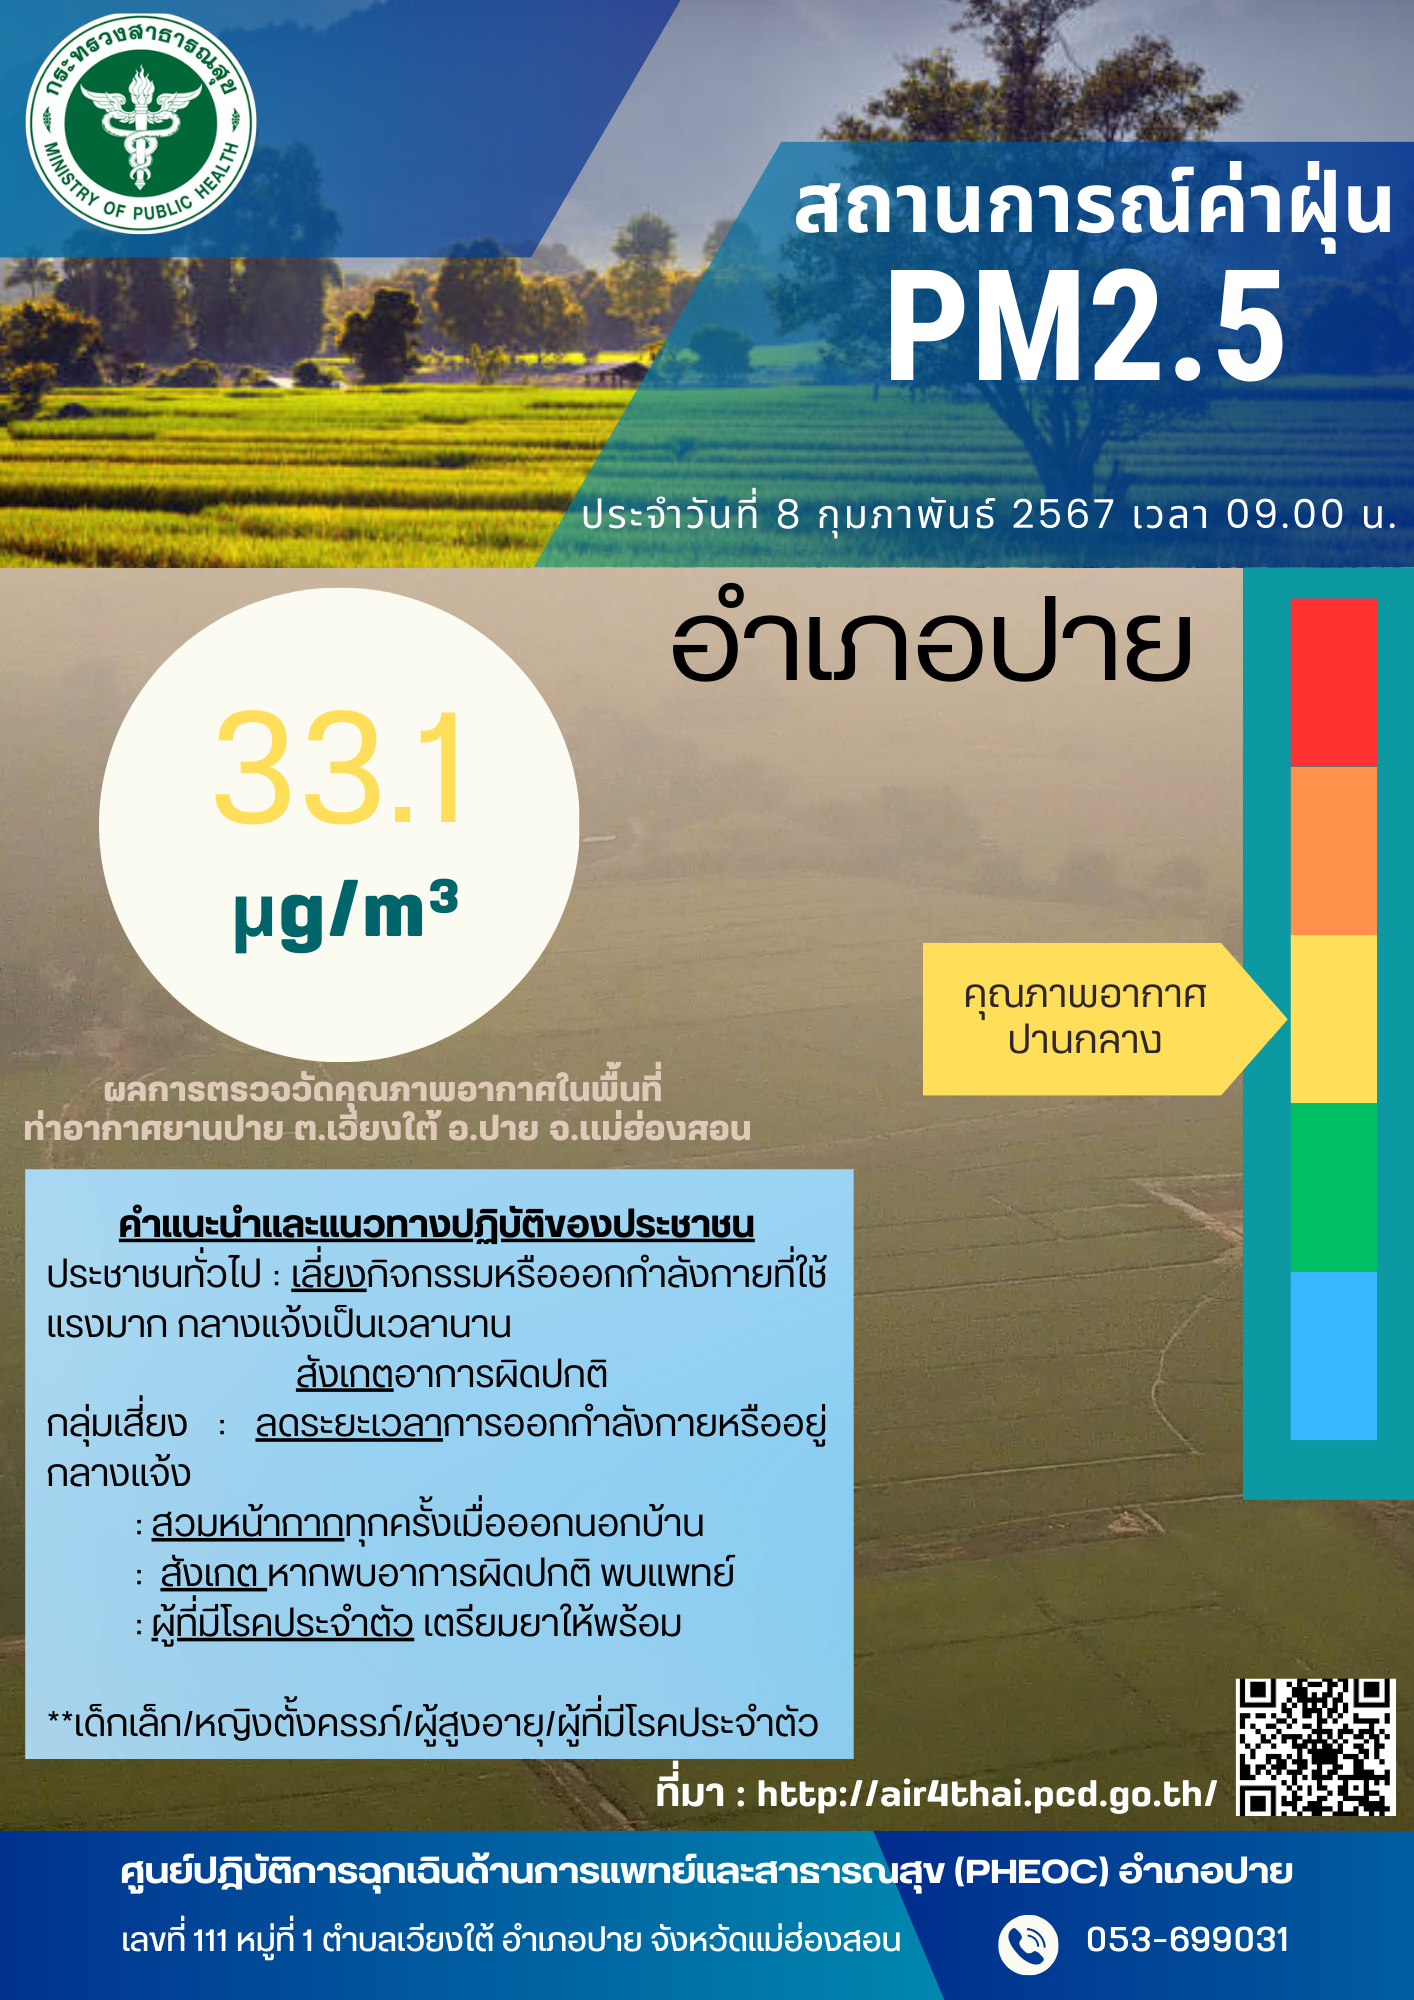 กระทรวงสาธารณสุข
MINISTRY OF PUBLIC HEALTH
สถานการณ์ค่าฝุ่น
PM2.5
ประจำวันที่ 8 กุมภาพันธ์ 2567 เวลา 09.00 น.
อำเภอปาย
33.1
µg/m³
คุณภาพอากาศ
ปานกลาง
ผลการตรวจวัดคุณภาพอากาศในพื้นที่
ท่าอากาศยานปาย ต.เวียงใต้ อ.ปาย จ.แม่ฮ่องสอน
คำแนะนำและแนวทางปฏิบัติของประชาชน
ประชาชนทั่วไป : เลี่ยงกิจกรรมหรือออกกำลังกายที่ใช้
แรงมาก กลางแจ้งเป็นเวลานาน
สังเกตอาการผิดปกติ
กลุ่มเสี่ยง : ลดระยะเวลาการออกกำลังกายหรืออยู่
กลางแจ้ง
: สวมหน้ากากทุกครั้งเมื่อออกนอกบ้าน
: สังเกต หากพบอาการผิดปกติ พบแพทย์
: ผู้ที่มีโรคประจำตัว เตรียมยาให้พร้อม
**เด็กเล็ก/หญิงตั้งครรภ์/ผู้สูงอายุ/ผู้ที่มีโรคประจำตัว
ที่มา : http://air4thai.pcd.go.th/
ศูนย์ปฏิบัติการฉุกเฉินด้านการแพทย์และสาธารณสุข (PHEOC) อำเภอปาย
เลขที่ 111 หมู่ที่ 1 ตำบลเวียงใต้ อำเภอปาย จังหวัดแม่ฮ่องสอน
053-699031